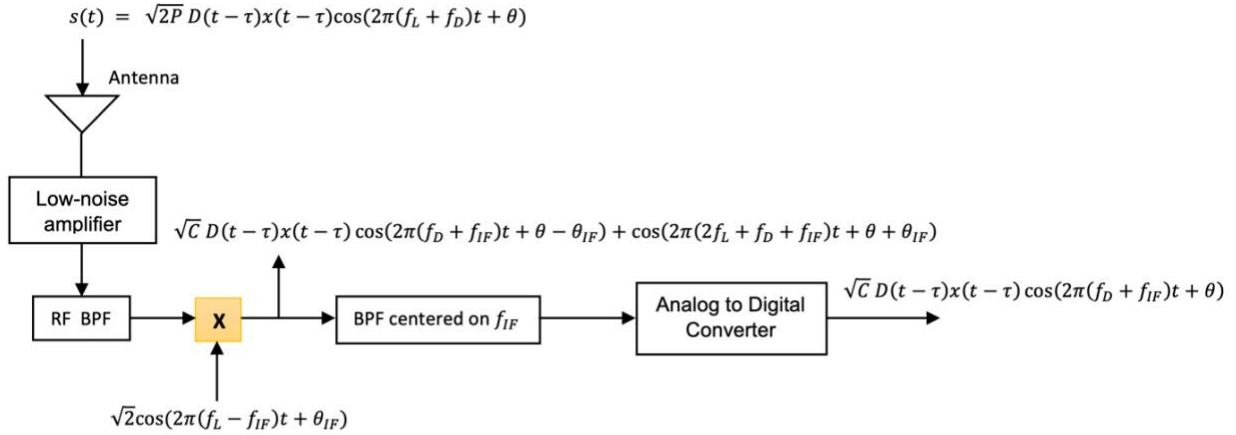 s(t) = √2P D(t − τ)x(t − τ)cos(2π(f_L + f_D)t + θ)
Antenna
Low-noise
amplifier
√C D(t − τ)x(t − τ) cos(2π(f_D + f_IF)t + θ − θ_IF) + cos(2π(2f_L + f_D + f_IF)t + θ + θ_IF)
RF BPF
X
BPF centered on f_IF
Analog to Digital
Converter
√C D(t − τ)x(t − τ) cos(2π(f_D + f_IF)t + θ)
√2cos(2π(f_L − f_IF)t + θ_IF)